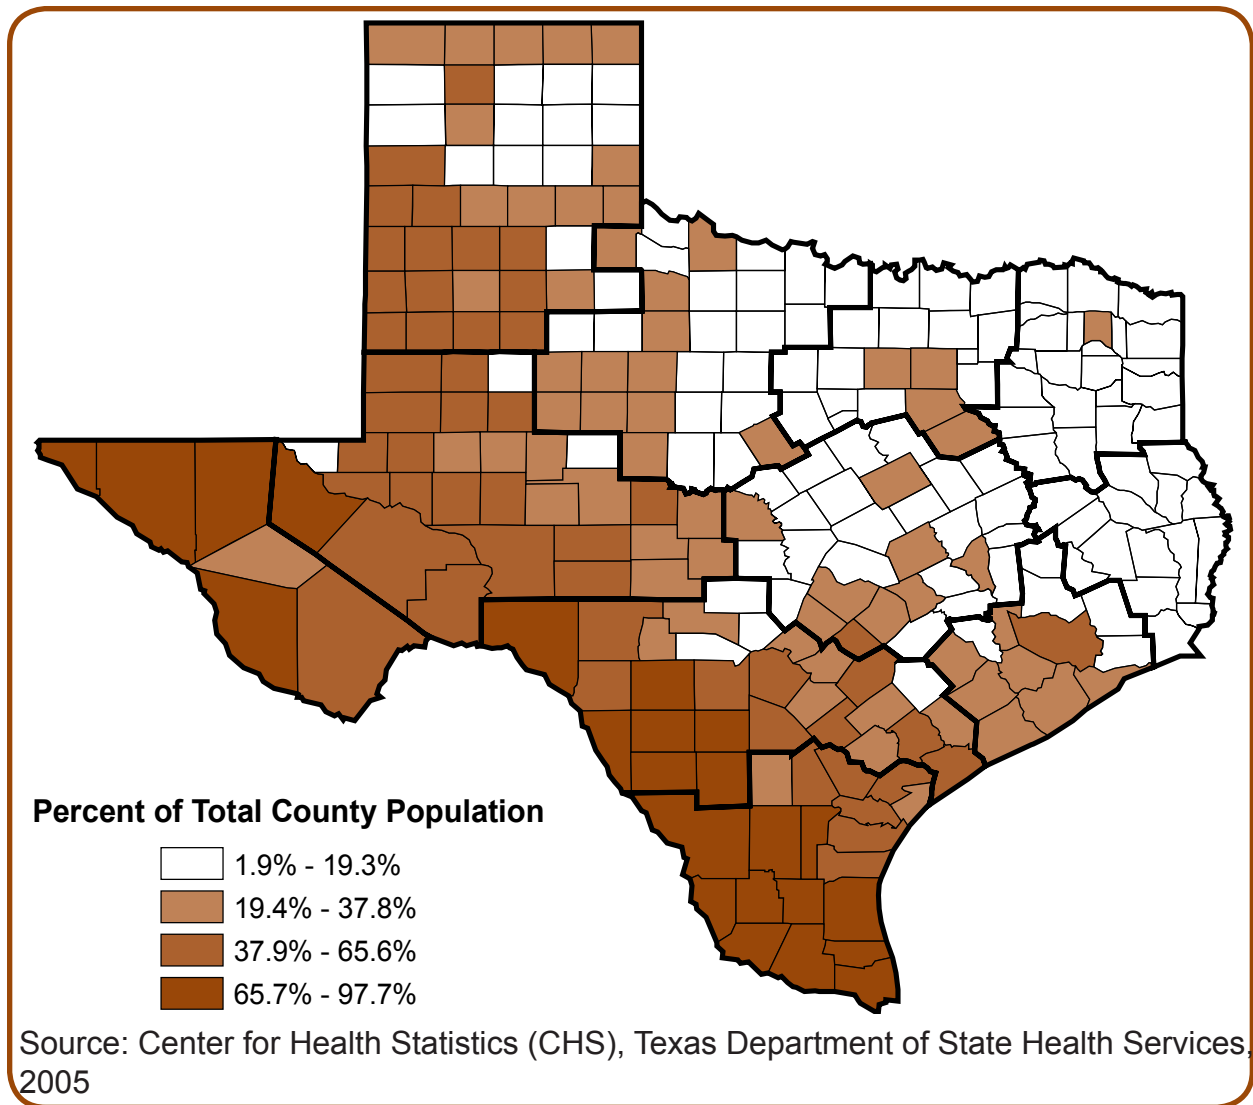 Percent of Total County Population
1.9% - 19.3%
19.4% - 37.8%
37.9% - 65.6%
65.7% - 97.7%
Source: Center for Health Statistics (CHS), Texas Department of State Health Services,
2005